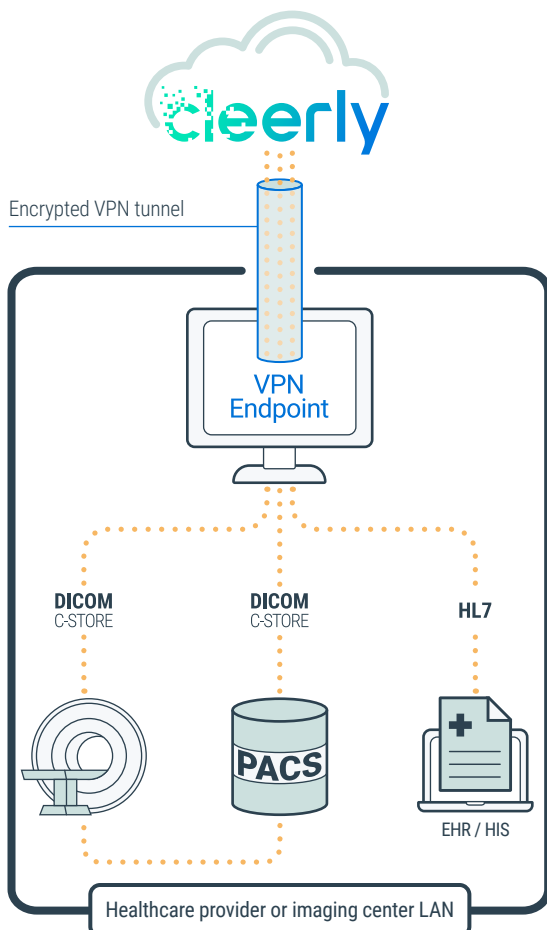 cleerly
Encrypted VPN tunnel
VPN
Endpoint
DICOM
C-STORE
DICOM
C-STORE
HL7
PACS
EHR / HIS
Healthcare provider or imaging center LAN